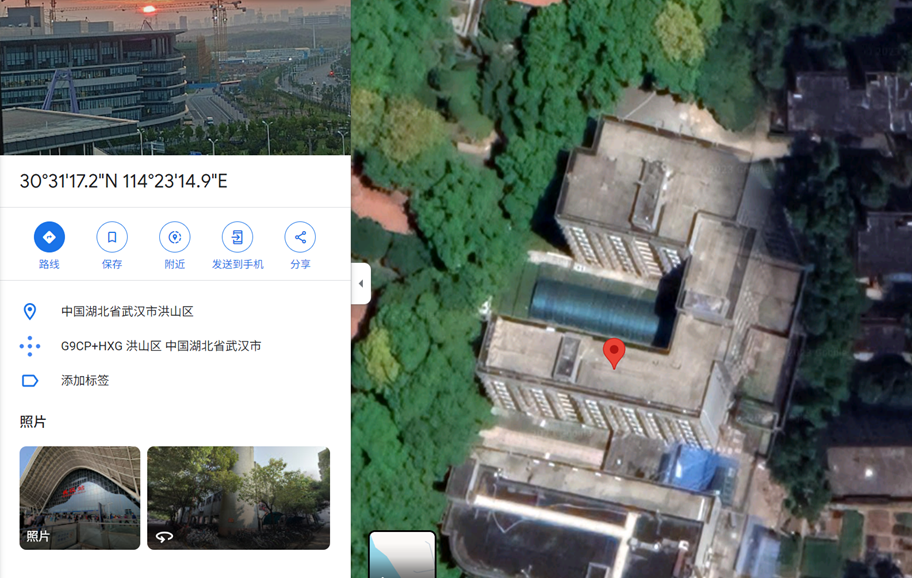 30°31'17.2"N 114°23'14.9"E
路线
保存
附近
发送到手机
分享
中国湖北省武汉市洪山区
G9CP+HXG 洪山区 中国湖北省武汉市
添加标签
照片
照片